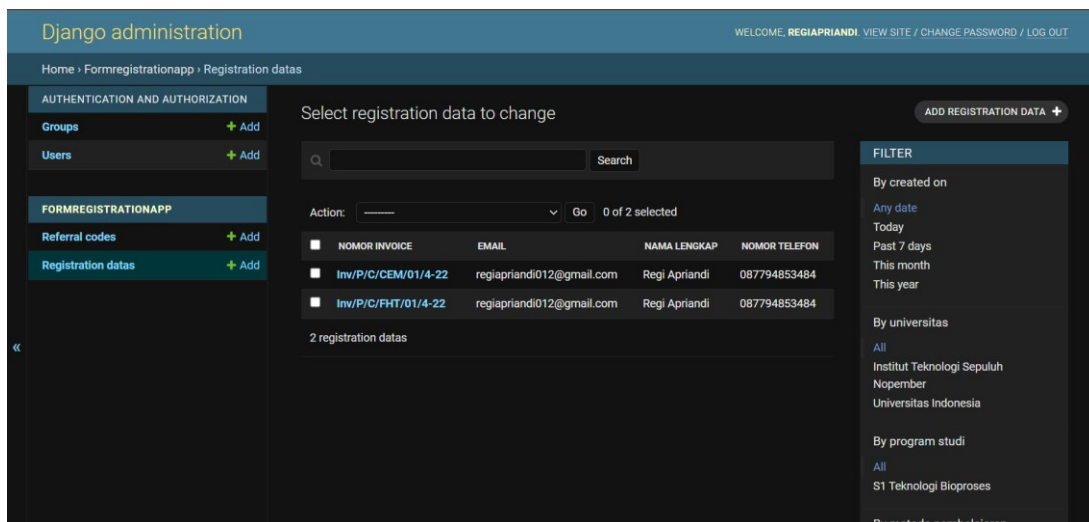 Django administration
WELCOME, REGIAPRIANDI. VIEW SITE / CHANGE PASSWORD / LOG OUT
Home › Formregistrationapp › Registration datas
AUTHENTICATION AND AUTHORIZATION
Groups + Add
Users + Add
FORMREGISTRATIONAPP
Referral codes + Add
Registration datas + Add
«
Select registration data to change
ADD REGISTRATION DATA +
Search
Action: --------- Go 0 of 2 selected
NOMOR INVOICE EMAIL NAMA LENGKAP NOMOR TELEFON
Inv/P/C/CEM/01/4-22 regiapriandi012@gmail.com Regi Apriandi 087794853484
Inv/P/C/FHT/01/4-22 regiapriandi012@gmail.com Regi Apriandi 087794853484
2 registration datas
FILTER
By created on
Any date
Today
Past 7 days
This month
This year
By universitas
All
Institut Teknologi Sepuluh
Nopember
Universitas Indonesia
By program studi
All
S1 Teknologi Bioproses